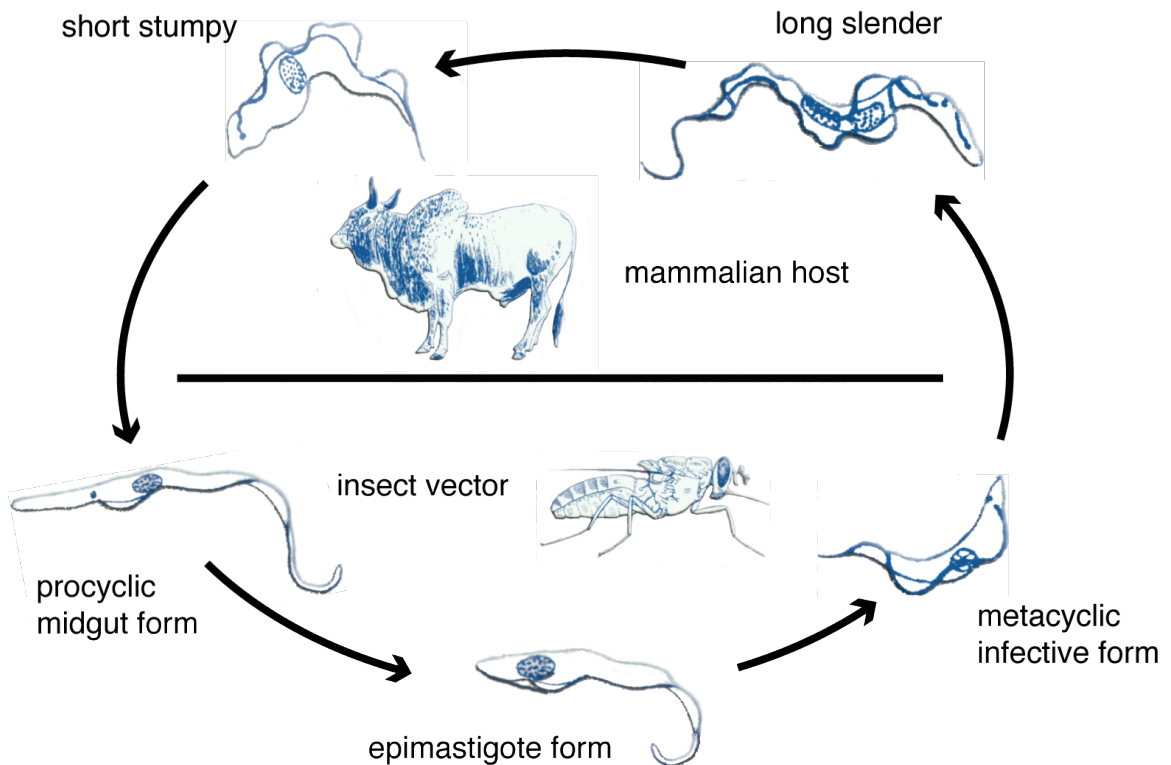 short stumpy
long slender
mammalian host
insect vector
procyclic
midgut form
metacyclic
infective form
epimastigote form